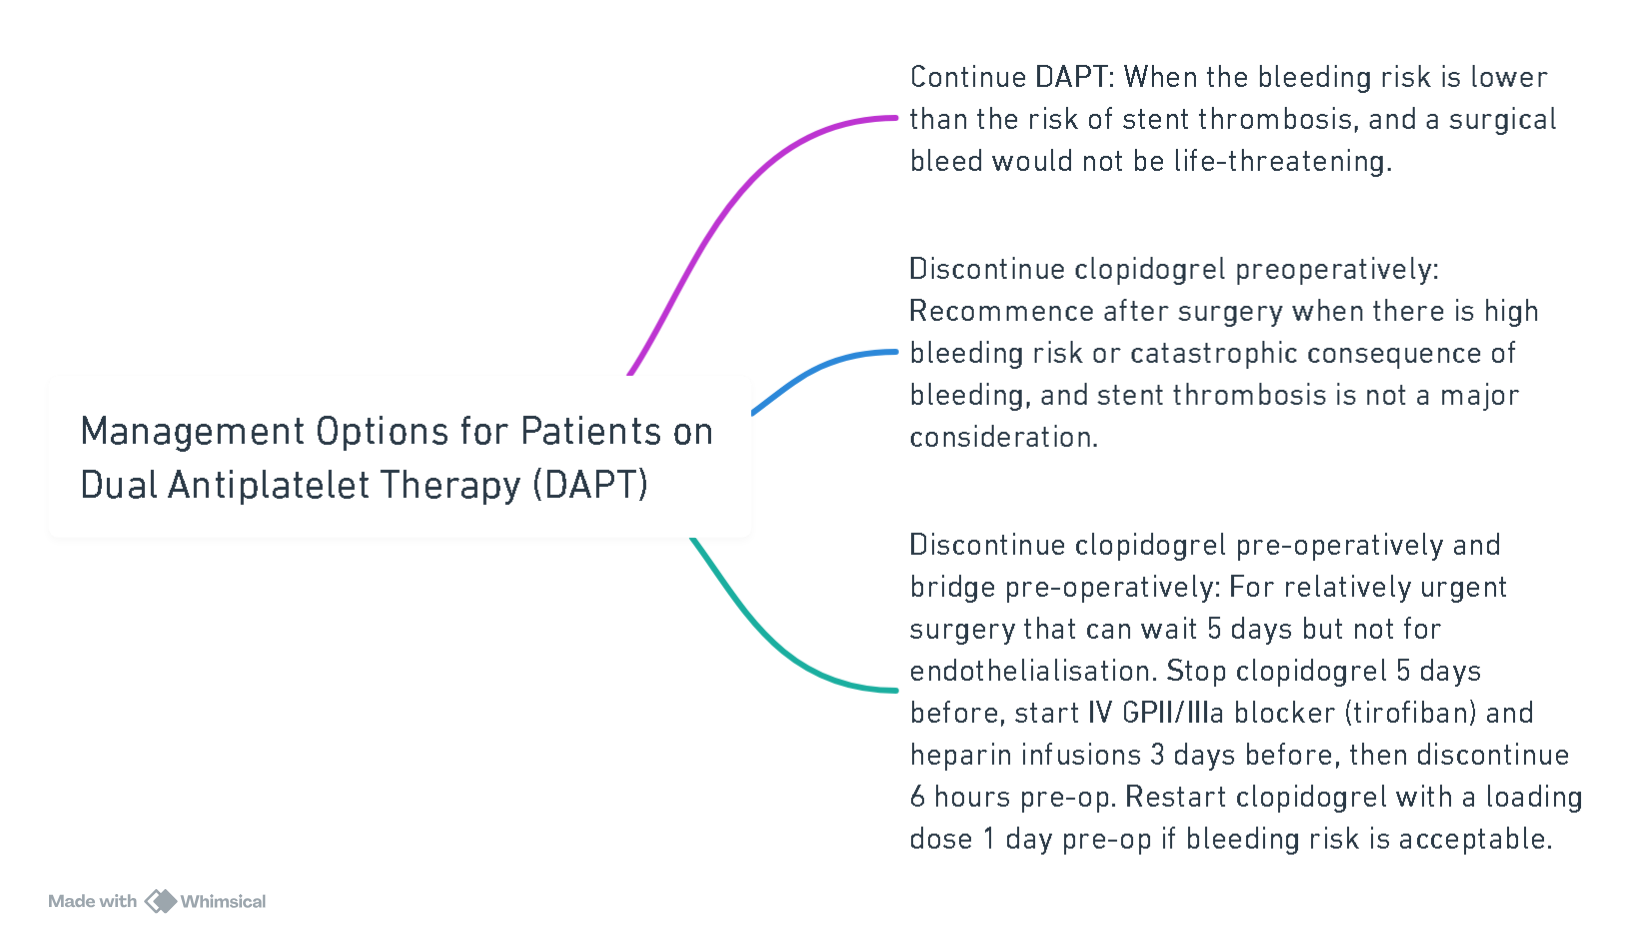 Continue DAPT: When the bleeding risk is lower
than the risk of stent thrombosis, and a surgical
bleed would not be life-threatening.
Discontinue clopidogrel preoperatively:
Recommence after surgery when there is high
bleeding risk or catastrophic consequence of
bleeding, and stent thrombosis is not a major
consideration.
Management Options for Patients on
Dual Antiplatelet Therapy (DAPT)
Discontinue clopidogrel pre-operatively and
bridge pre-operatively: For relatively urgent
surgery that can wait 5 days but not for
endothelialisation. Stop clopidogrel 5 days
before, start IV GPII/IIIa blocker (tirofiban) and
heparin infusions 3 days before, then discontinue
6 hours pre-op. Restart clopidogrel with a loading
dose 1 day pre-op if bleeding risk is acceptable.
Made with Whimsical